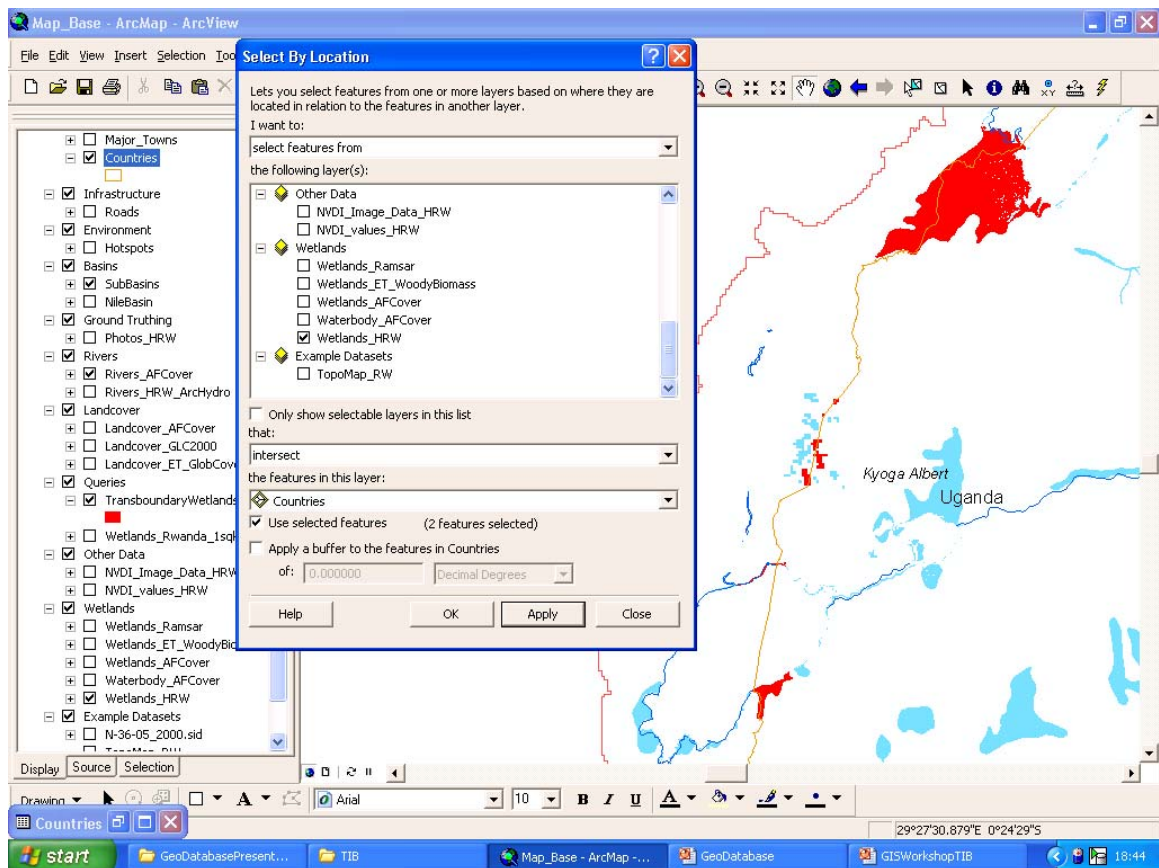 Map_Base - ArcMap - ArcView
File Edit View Insert Selection Too
Major_Towns
Countries
Infrastructure
Roads
Environment
Hotspots
Basins
SubBasins
NileBasin
Ground Truthing
Photos_HRW
Rivers
Rivers_AFCover
Rivers_HRW_ArcHydro
Landcover
Landcover_AFCover
Landcover_GLC2000
Landcover_ET_GlobCov
Queries
TransboundaryWetlands
Wetlands_Rwanda_1sqk
Other Data
NVDI_Image_Data_HRW
NVDI_values_HRW
Wetlands
Wetlands_Ramsar
Wetlands_ET_WoodyBio
Wetlands_AFCover
Waterbody_AFCover
Wetlands_HRW
Example Datasets
N-36-05_2000.sid
Display Source Selection
Select By Location
Lets you select features from one or more layers based on where they are
located in relation to the features in another layer.
I want to:
select features from
the following layer(s):
Other Data
NVDI_Image_Data_HRW
NVDI_values_HRW
Wetlands
Wetlands_Ramsar
Wetlands_ET_WoodyBiomass
Wetlands_AFCover
Waterbody_AFCover
Wetlands_HRW
Example Datasets
TopoMap_RW
Only show selectable layers in this list
that:
intersect
the features in this layer:
Countries
Use selected features (2 features selected)
Apply a buffer to the features in Countries
of: 0.000000 Decimal Degrees
Help OK Apply Close
Kyoga Albert
Uganda
Drawing A Arial 10 B I U A
Countries
29°27'30.879"E 0°24'29"S
start GeoDatabasePresent... TIB Map_Base - ArcMap -... GeoDatabase GISWorkshopTIB 18:44